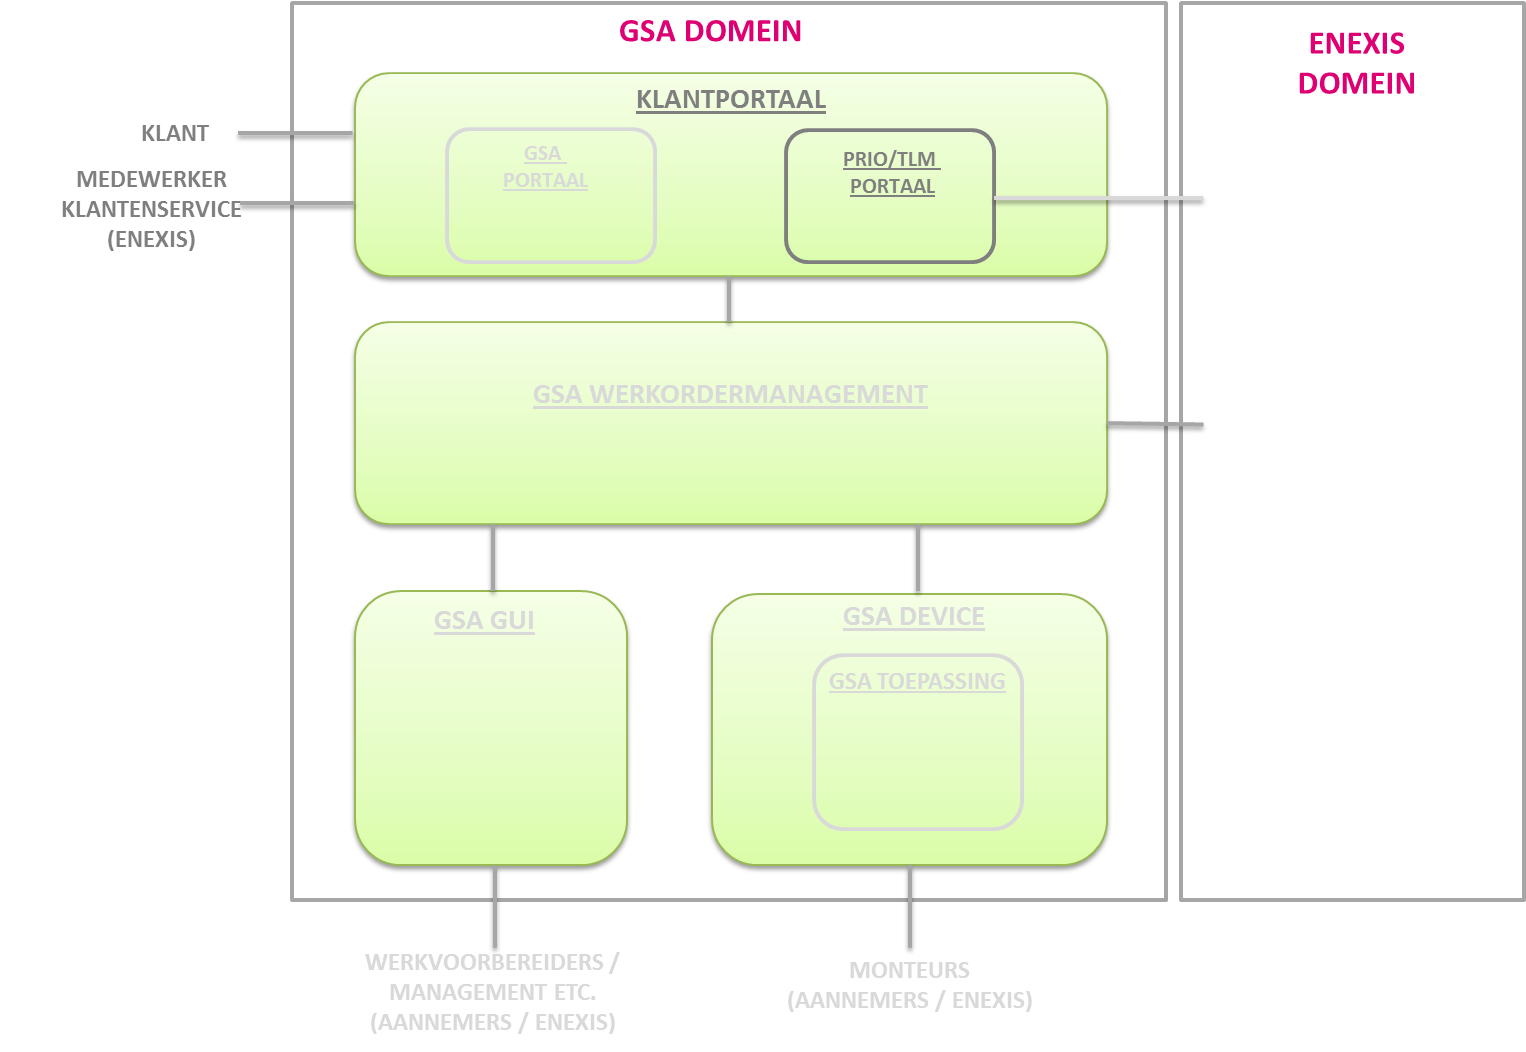 GSA DOMEIN
ENEXIS
DOMEIN
KLANTPORTAAL
KLANT
MEDEWERKER
KLANTENSERVICE
(ENEXIS)
GSA
PORTAAL
PRIO/TLM
PORTAAL
GSA WERKORDERMANAGEMENT
GSA GUI
GSA DEVICE
GSA TOEPASSING
WERKVOORBEREIDERS /
MANAGEMENT ETC.
(AANNEMERS / ENEXIS)
MONTEURS
(AANNEMERS / ENEXIS)